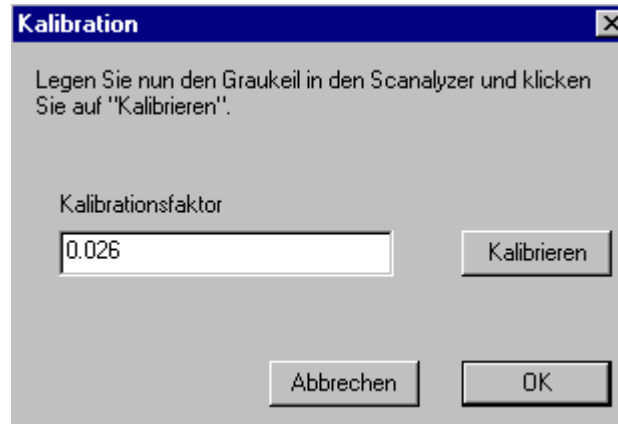 Kalibration
Legen Sie nun den Graukeil in den Scanalyzer und klicken
Sie auf "Kalibrieren".
Kalibrationsfaktor
0.026
Kalibrieren
Abbrechen
OK